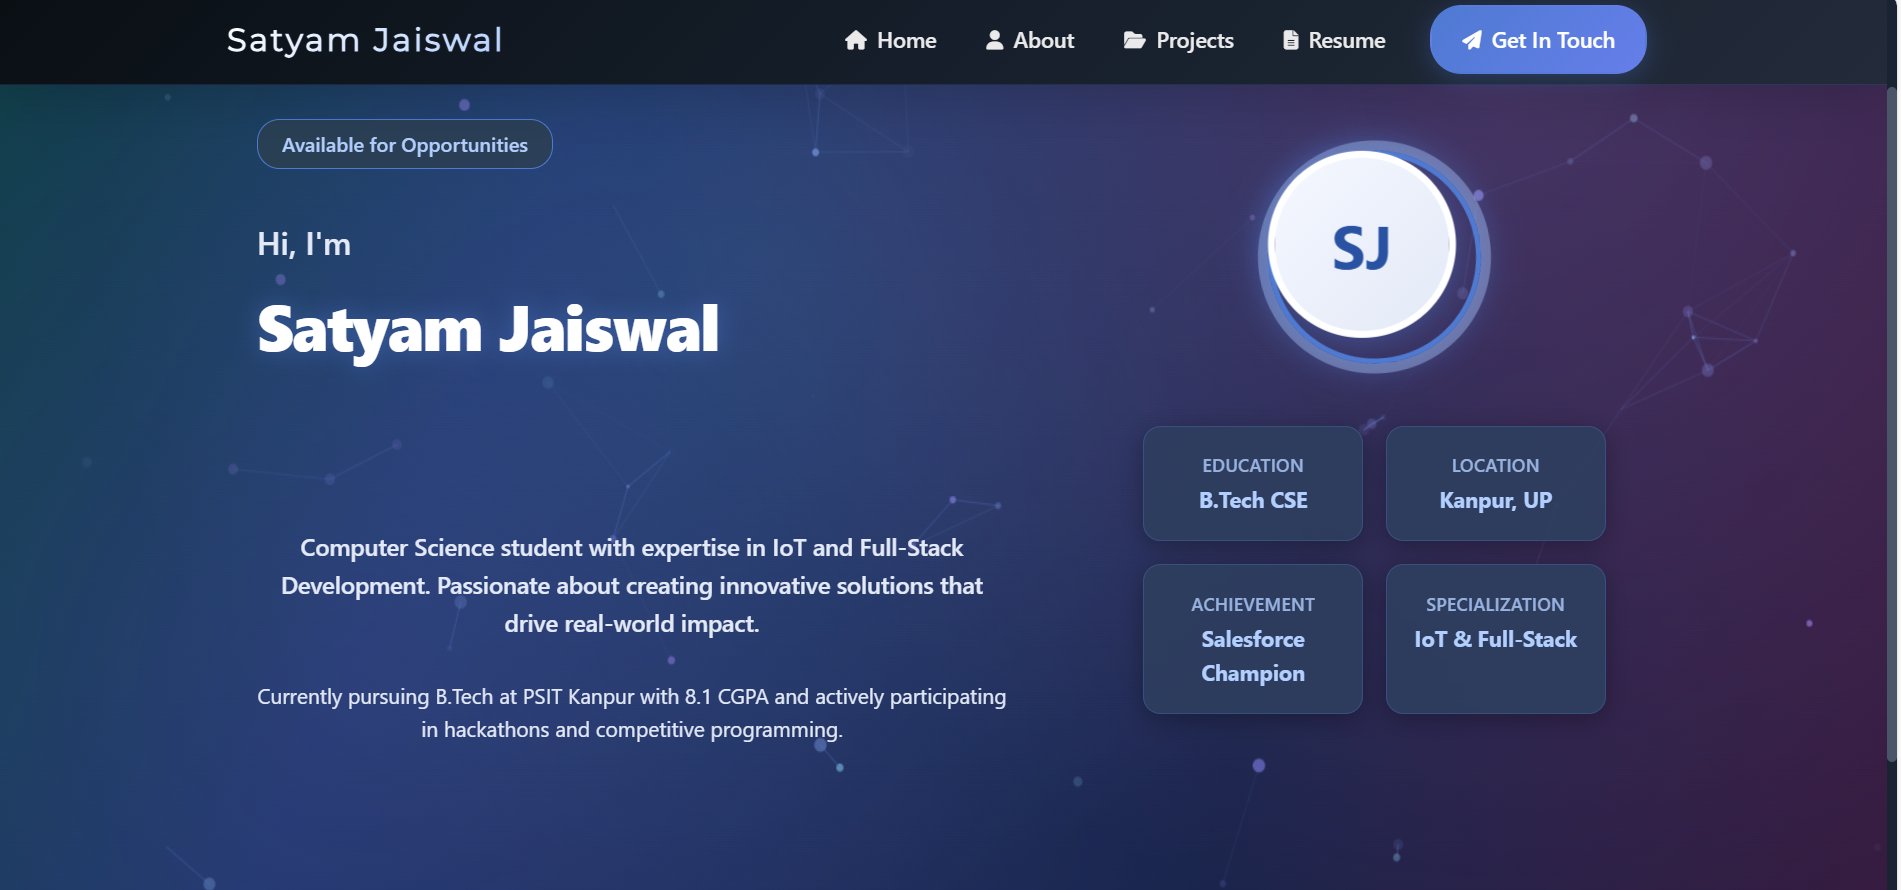 Satyam Jaiswal
Home
About
Projects
Resume
Get In Touch
Available for Opportunities
Hi, I'm
Satyam Jaiswal
Computer Science student with expertise in IoT and Full-Stack
Development. Passionate about creating innovative solutions that
drive real-world impact.
Currently pursuing B.Tech at PSIT Kanpur with 8.1 CGPA and actively participating
in hackathons and competitive programming.
SJ
EDUCATION
B.Tech CSE
LOCATION
Kanpur, UP
ACHIEVEMENT
Salesforce
Champion
SPECIALIZATION
IoT & Full-Stack